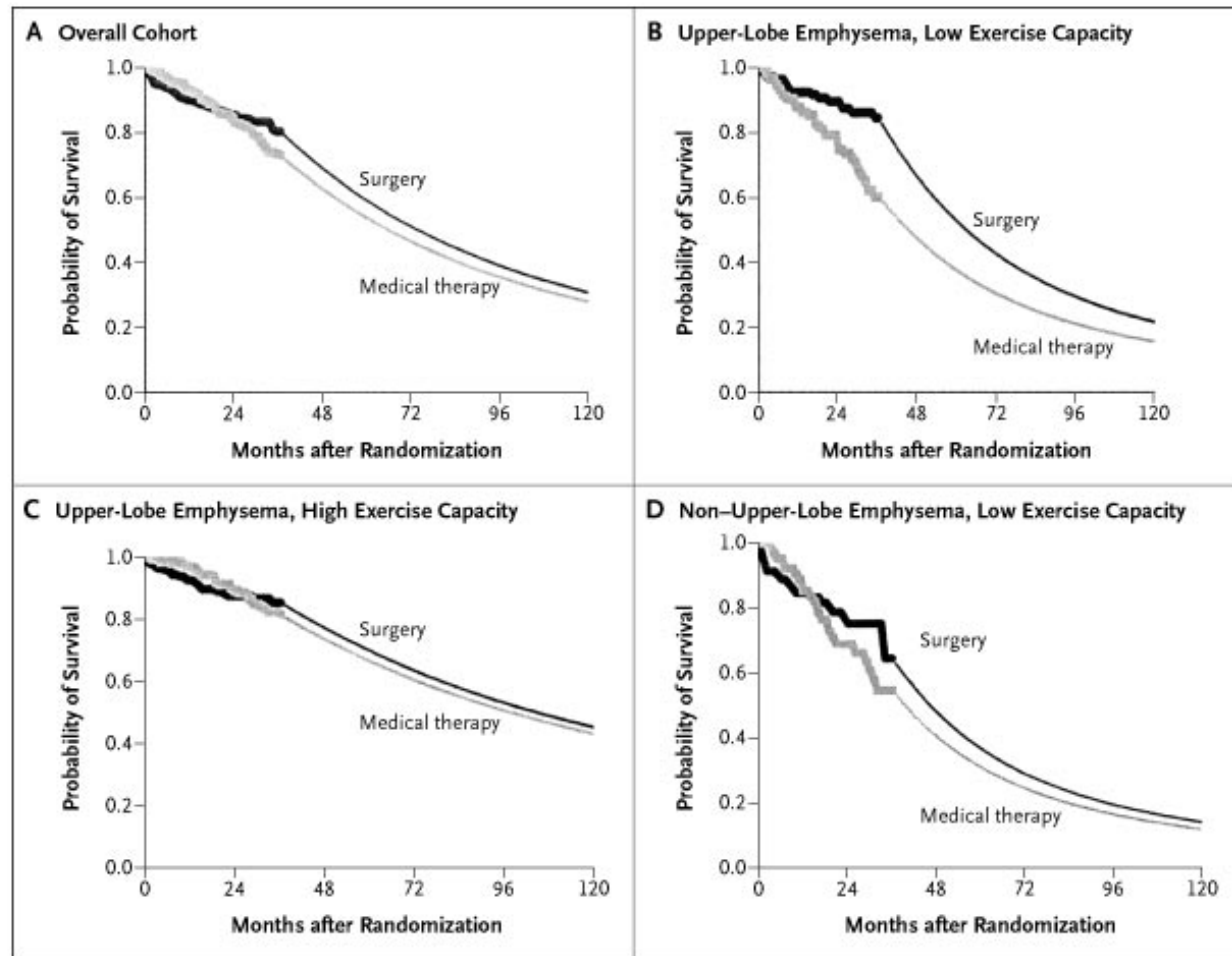 A Overall Cohort
1.0
0.8
0.6
0.4
0.2
0.0
Probability of Survival
Surgery
Medical therapy
0 24 48 72 96 120
Months after Randomization
B Upper-Lobe Emphysema, Low Exercise Capacity
1.0
0.8
0.6
0.4
0.2
0.0
Probability of Survival
Surgery
Medical therapy
0 24 48 72 96 120
Months after Randomization
C Upper-Lobe Emphysema, High Exercise Capacity
1.0
0.8
0.6
0.4
0.2
0.0
Probability of Survival
Surgery
Medical therapy
0 24 48 72 96 120
Months after Randomization
D Non–Upper-Lobe Emphysema, Low Exercise Capacity
1.0
0.8
0.6
0.4
0.2
0.0
Probability of Survival
Surgery
Medical therapy
0 24 48 72 96 120
Months after Randomization